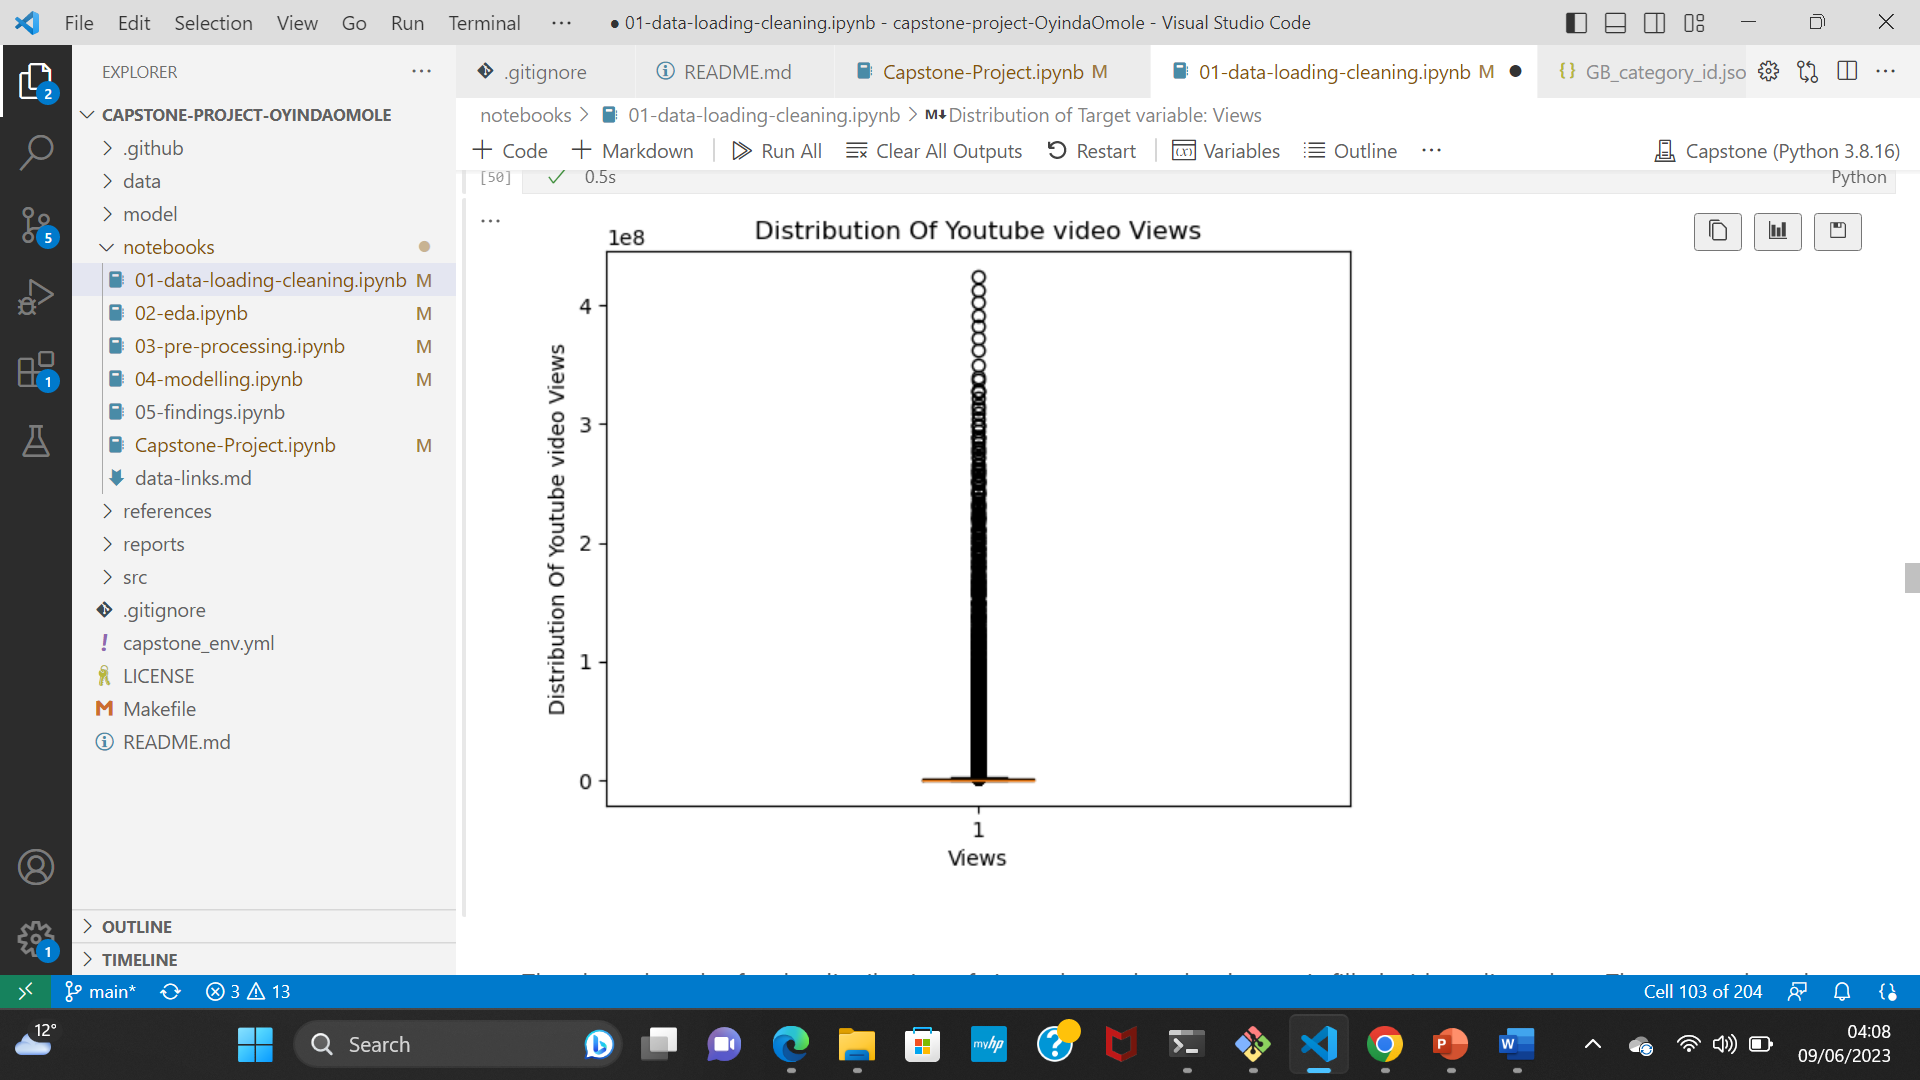 File Edit Selection View Go Run Terminal ···
● 01-data-loading-cleaning.ipynb - capstone-project-OyindaOmole - Visual Studio Code
EXPLORER
.gitignore
README.md
Capstone-Project.ipynb M
01-data-loading-cleaning.ipynb M
GB_category_id.jso
CAPSTONE-PROJECT-OYINDAOMOLE
.github
data
model
notebooks
01-data-loading-cleaning.ipynb M
02-eda.ipynb M
03-pre-processing.ipynb M
04-modelling.ipynb M
05-findings.ipynb
Capstone-Project.ipynb M
data-links.md
references
reports
src
.gitignore
capstone_env.yml
LICENSE
Makefile
README.md
OUTLINE
TIMELINE
2
5
1
1
notebooks > 01-data-loading-cleaning.ipynb > M↓Distribution of Target variable: Views
+ Code + Markdown Run All Clear All Outputs Restart Variables Outline ···
Capstone (Python 3.8.16)
[50] 0.5s Python
Distribution Of Youtube video Views
1e8
4
3
2
1
0
Distribution Of Youtube video Views
1
Views
main* 3 13
Cell 103 of 204
12°
Search
myhp
04:08
09/06/2023